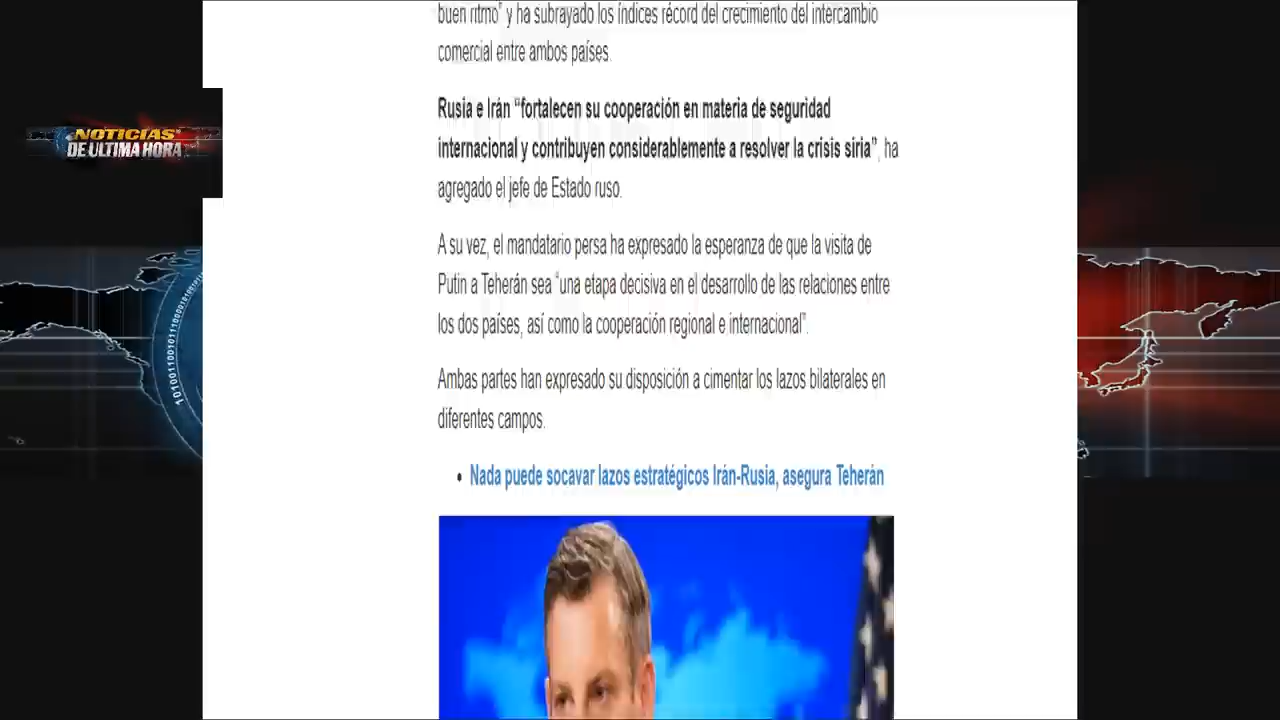 buen ritmo” y ha subrayado los índices récord del crecimiento del intercambio
comercial entre ambos países.
Rusia e Irán “fortalecen su cooperación en materia de seguridad
internacional y contribuyen considerablemente a resolver la crisis siria”, ha
agregado el jefe de Estado ruso.
A su vez, el mandatario persa ha expresado la esperanza de que la visita de
Putin a Teherán sea “una etapa decisiva en el desarrollo de las relaciones entre
los dos países, así como la cooperación regional e internacional”.
Ambas partes han expresado su disposición a cimentar los lazos bilaterales en
diferentes campos.
• Nada puede socavar lazos estratégicos Irán-Rusia, asegura Teherán
NOTICIAS
DE ULTIMA HORA